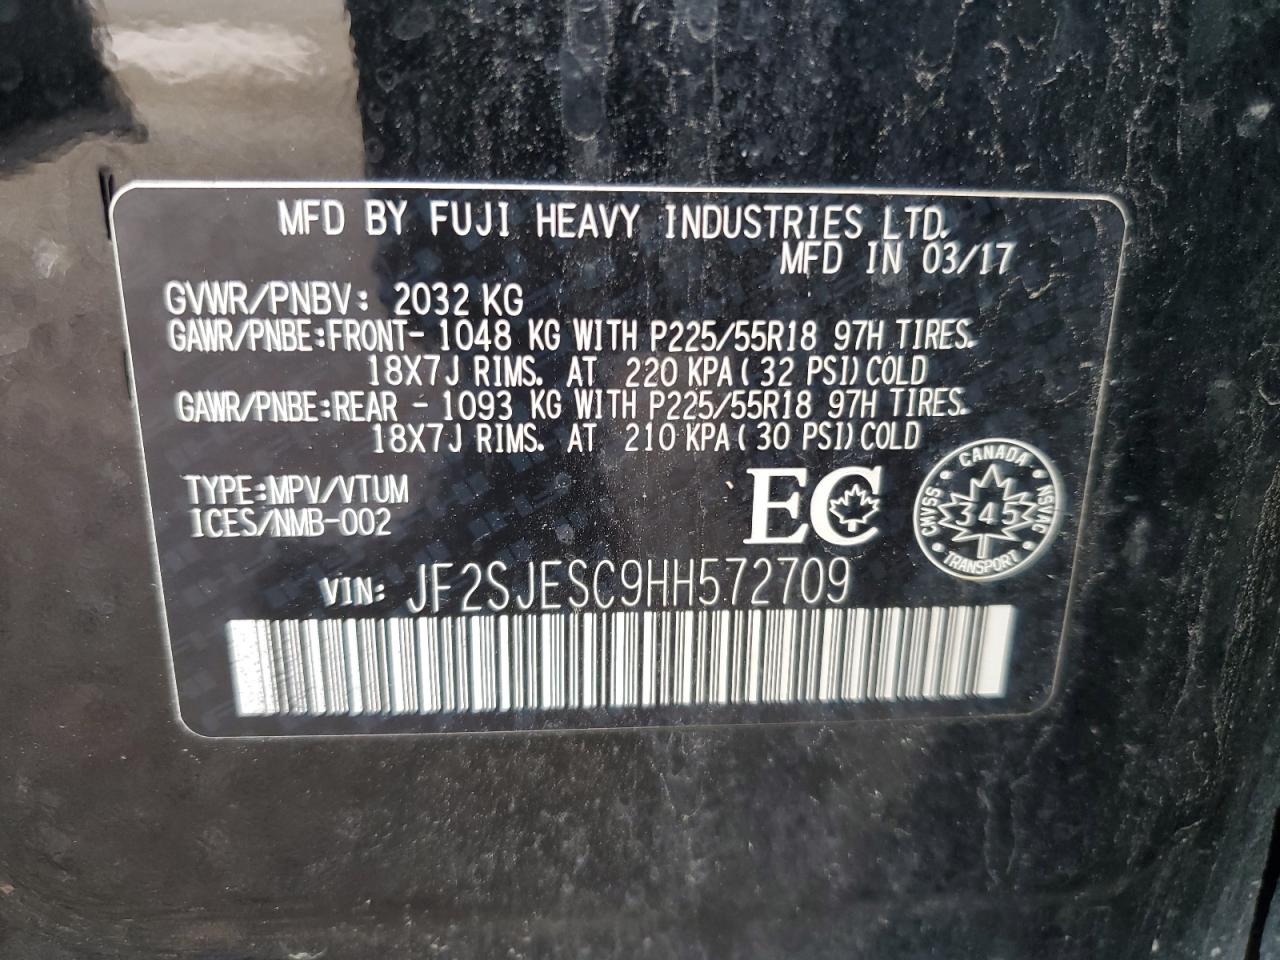 MFD BY FUJI HEAVY INDUSTRIES LTD.
MFD IN 03/17
GVWR/PNBV: 2032 KG
GAWR/PNBE:FRONT- 1048 KG WITH P225/55R18 97H TIRES.
18X7J RIMS. AT 220 KPA(32 PSI)COLD
GAWR/PNBE:REAR - 1093 KG WITH P225/55R18 97H TIRES.
18X7J RIMS. AT 210 KPA(30 PSI)COLD
TYPE:MPV/VTUM
ICES/NMB-002
EC
CANADA
CMVSS 345 NSVAC
TRANSPORT
VIN: JF2SJESC9HH572709